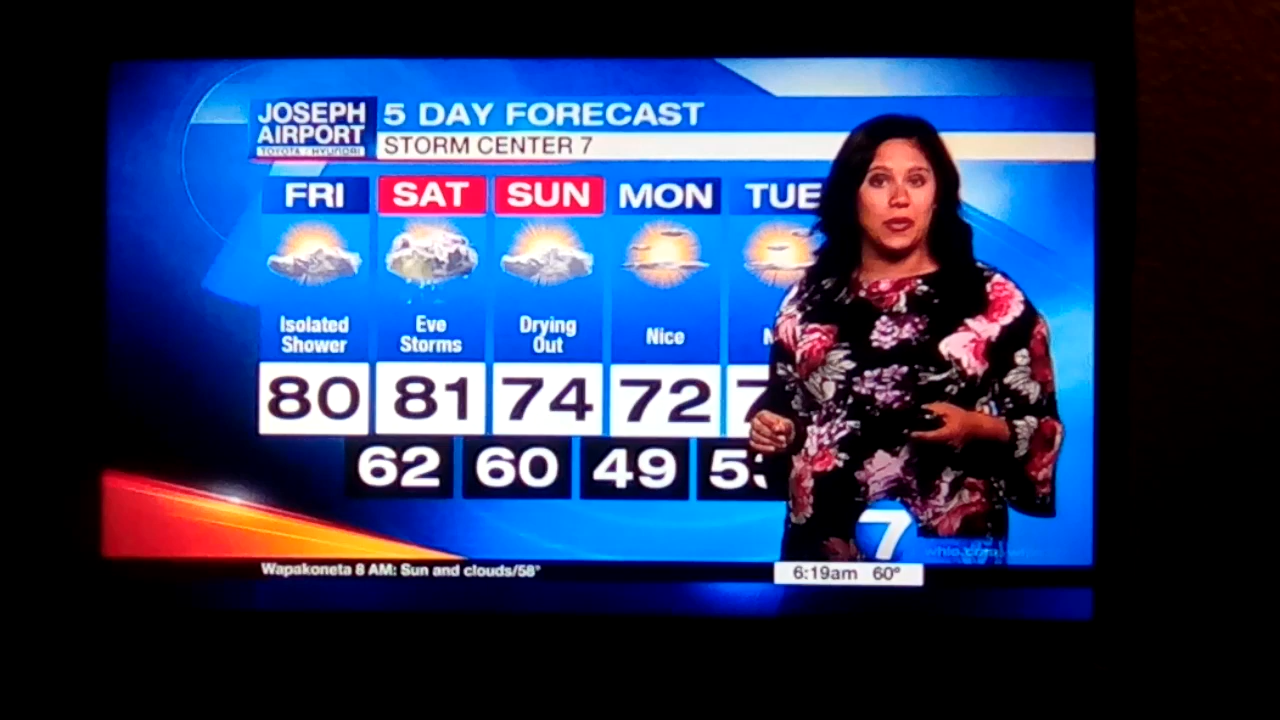 JOSEPH
AIRPORT
TOYOTA / HYUNDAI
5 DAY FORECAST
STORM CENTER 7
FRI SAT SUN MON TUE
Isolated Shower
Eve Storms
Drying Out
Nice
80 81 74 72
62 60 49
7
Wapakoneta 8 AM: Sun and clouds/58°
6:19am 60°